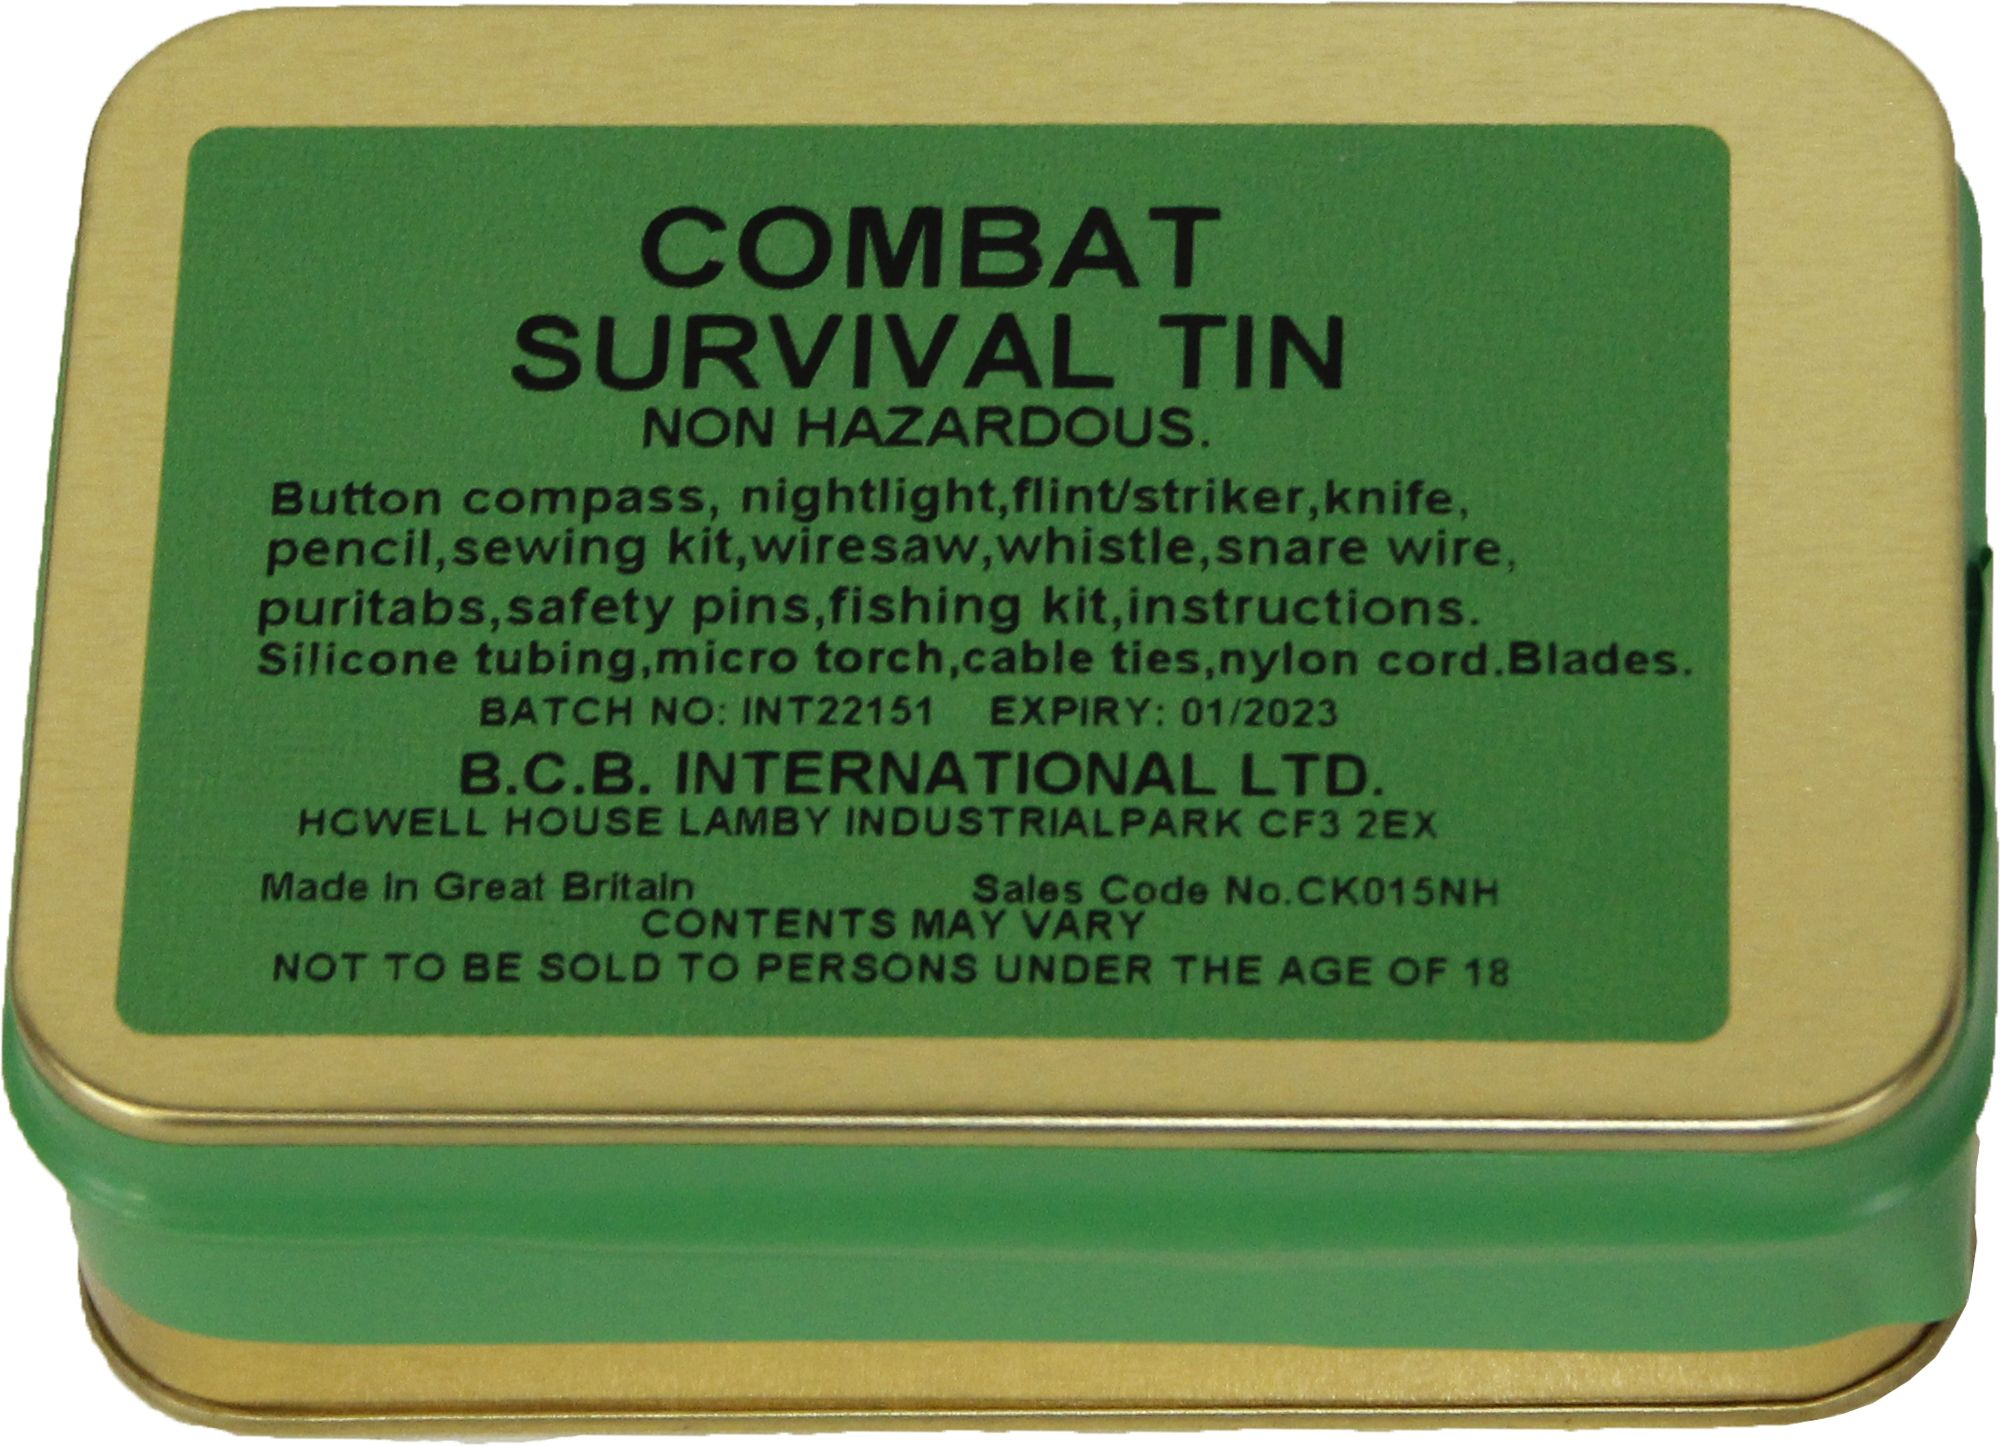 COMBAT
SURVIVAL TIN
NON HAZARDOUS.
Button compass, nightlight,flint/striker,knife,
pencil,sewing kit,wiresaw,whistle,snare wire,
puritabs,safety pins,fishing kit,instructions.
Silicone tubing,micro torch,cable ties,nylon cord.Blades.
BATCH NO: INT22151 EXPIRY: 01/2023
B.C.B. INTERNATIONAL LTD.
HOWELL HOUSE LAMBY INDUSTRIALPARK CF3 2EX
Made in Great Britain Sales Code No.CK015NH
CONTENTS MAY VARY
NOT TO BE SOLD TO PERSONS UNDER THE AGE OF 18